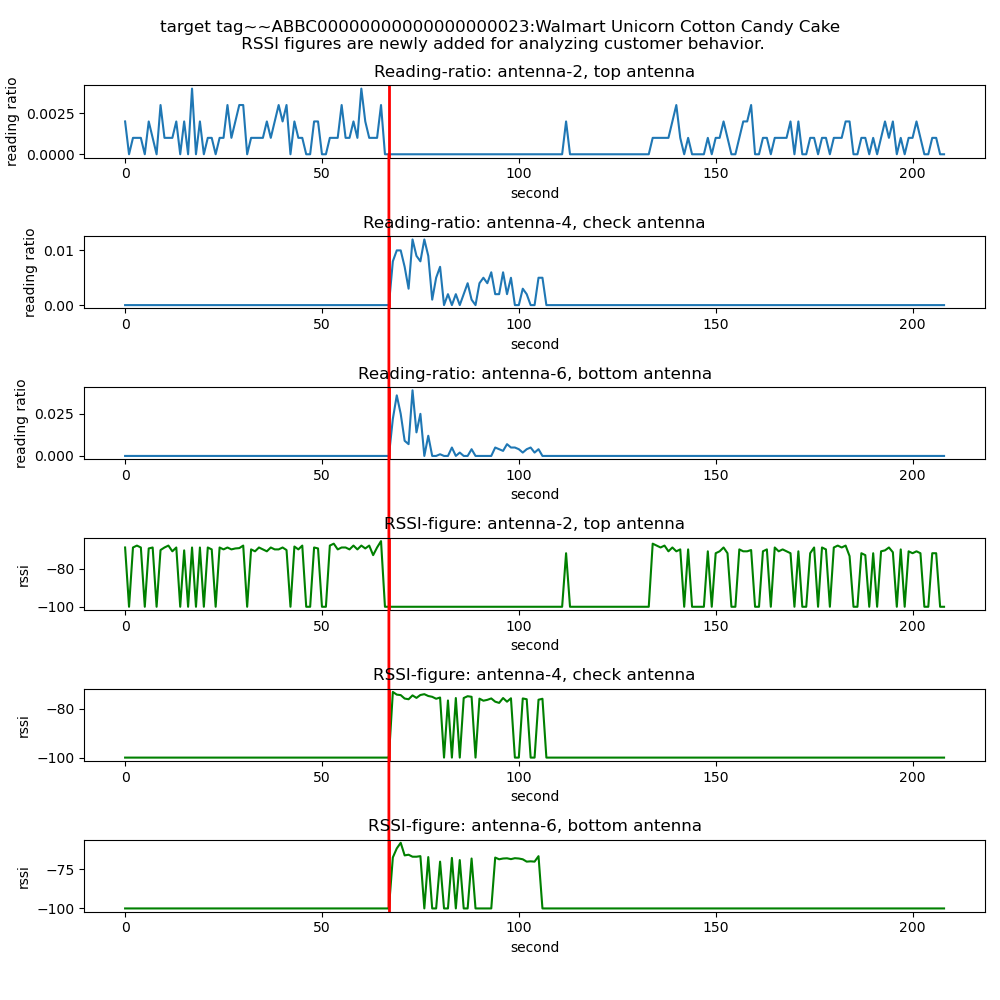 target tag~~ABBC00000000000000000023:Walmart Unicorn Cotton Candy Cake
RSSI figures are newly added for analyzing customer behavior.
Reading-ratio: antenna-2, top antenna
reading ratio
0.0025
0.0000
0 50 100 150 200
second
Reading-ratio: antenna-4, check antenna
reading ratio
0.01
0.00
0 50 100 150 200
second
Reading-ratio: antenna-6, bottom antenna
reading ratio
0.025
0.000
0 50 100 150 200
second
RSSI-figure: antenna-2, top antenna
rssi
−80
−100
0 50 100 150 200
second
RSSI-figure: antenna-4, check antenna
rssi
−80
−100
0 50 100 150 200
second
RSSI-figure: antenna-6, bottom antenna
rssi
−75
−100
0 50 100 150 200
second